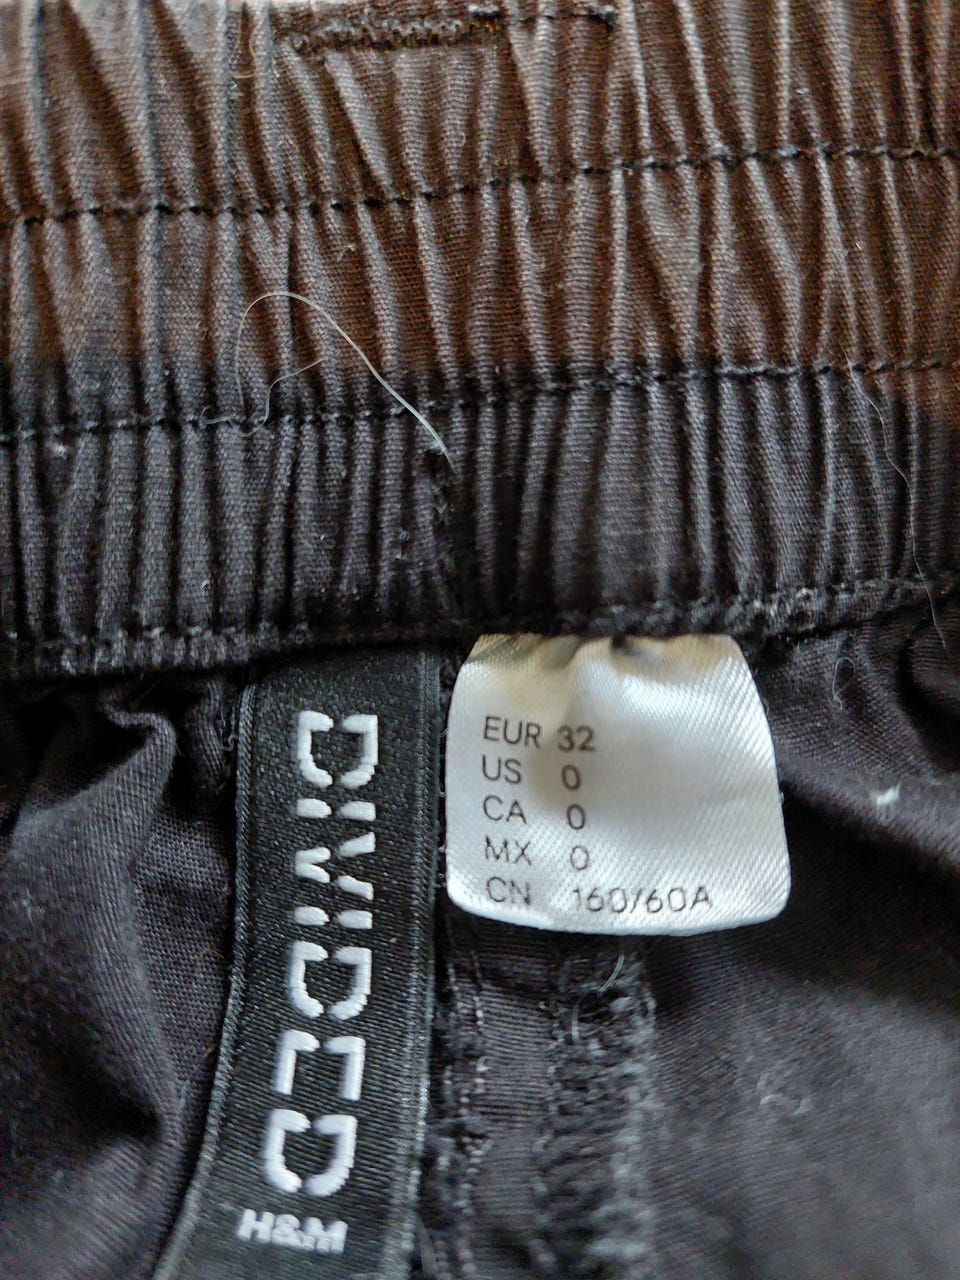 DIVIDED
H&M
EUR 32
US 0
CA 0
MX 0
CN 160/60A